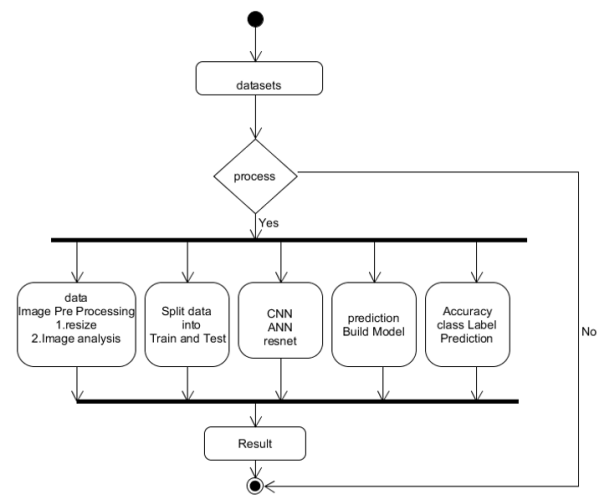 datasets
process
Yes
data
Image Pre Processing
1.resize
2.Image analysis
Split data
into
Train and Test
CNN
ANN
resnet
prediction
Build Model
Accuracy
class Label
Prediction
No
Result